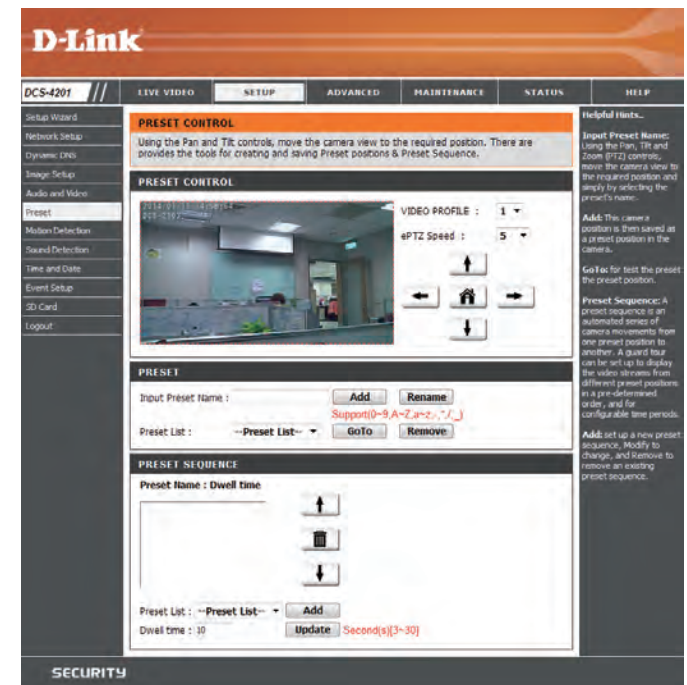 D-Link
DCS-4201
LIVE VIDEO
SETUP
ADVANCED
MAINTENANCE
STATUS
HELP
Setup Wizard
Network Setup
Dynamic DNS
Image Setup
Audio and Video
Preset
Motion Detection
Sound Detection
Time and Date
Event Setup
SD Card
Logout
PRESET CONTROL
Using the Pan and Tilt controls, move the camera view to the required position. There are
provides the tools for creating and saving Preset positions & Preset Sequence.
PRESET CONTROL
VIDEO PROFILE : 1
ePTZ Speed : 5
PRESET
Input Preset Name : Add Rename
Support(0~9,A~Z,a~z,-,
Preset List : --Preset List-- GoTo Remove
PRESET SEQUENCE
Preset Name : Dwell time
Preset List : --Preset List-- Add
Dwell time : 10 Update Second(s)[3~30]
Helpful Hints..
Input Preset Name:
Using the Pan, Tilt and
Zoom (PTZ) controls,
move the camera view to
the required position and
simply by selecting the
preset's name.
Add: This camera
position is then saved as
a preset position in the
camera.
GoTo: for test the preset
the preset position.
Preset Sequence: A
preset sequence is an
automated series of
camera movements from
one preset position to
another. A guard tour
can be set up to display
the video streams from
different preset positions
in a pre-determined
order, and for
configurable time periods.
Add: set up a new preset
sequence, Modify to
change, and Remove to
remove an existing
preset sequence.
SECURITY